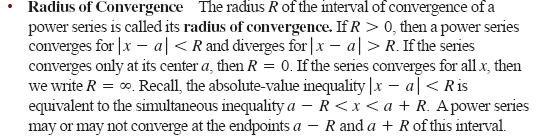 • Radius of Convergence The radius R of the interval of convergence of a
power series is called its radius of convergence. If R > 0, then a power series
converges for |x − a| < R and diverges for |x − a| > R. If the series
converges only at its center a, then R = 0. If the series converges for all x, then
we write R = ∞. Recall, the absolute-value inequality |x − a| < R is
equivalent to the simultaneous inequality a − R < x < a + R. A power series
may or may not converge at the endpoints a − R and a + R of this interval.